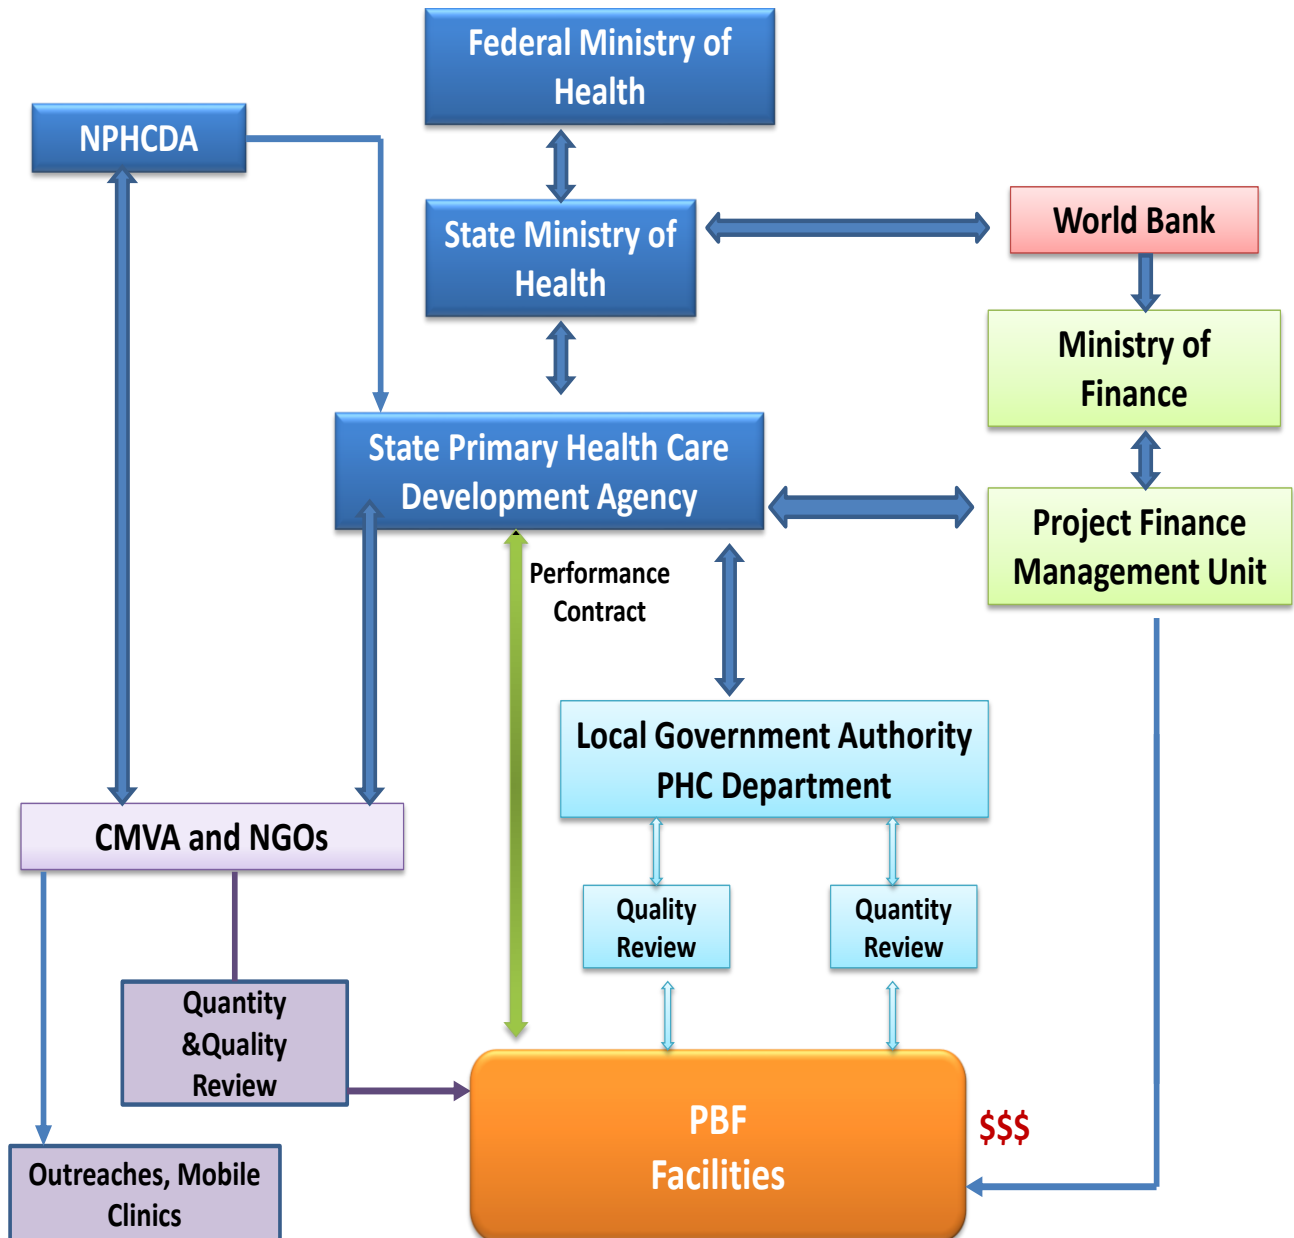 Federal Ministry of
Health
NPHCDA
State Ministry of
Health
World Bank
Ministry of
Finance
State Primary Health Care
Development Agency
Project Finance
Management Unit
Performance
Contract
Local Government Authority
PHC Department
CMVA and NGOs
Quality
Review
Quantity
Review
Quantity
&Quality
Review
PBF
Facilities
$$$
Outreaches, Mobile
Clinics